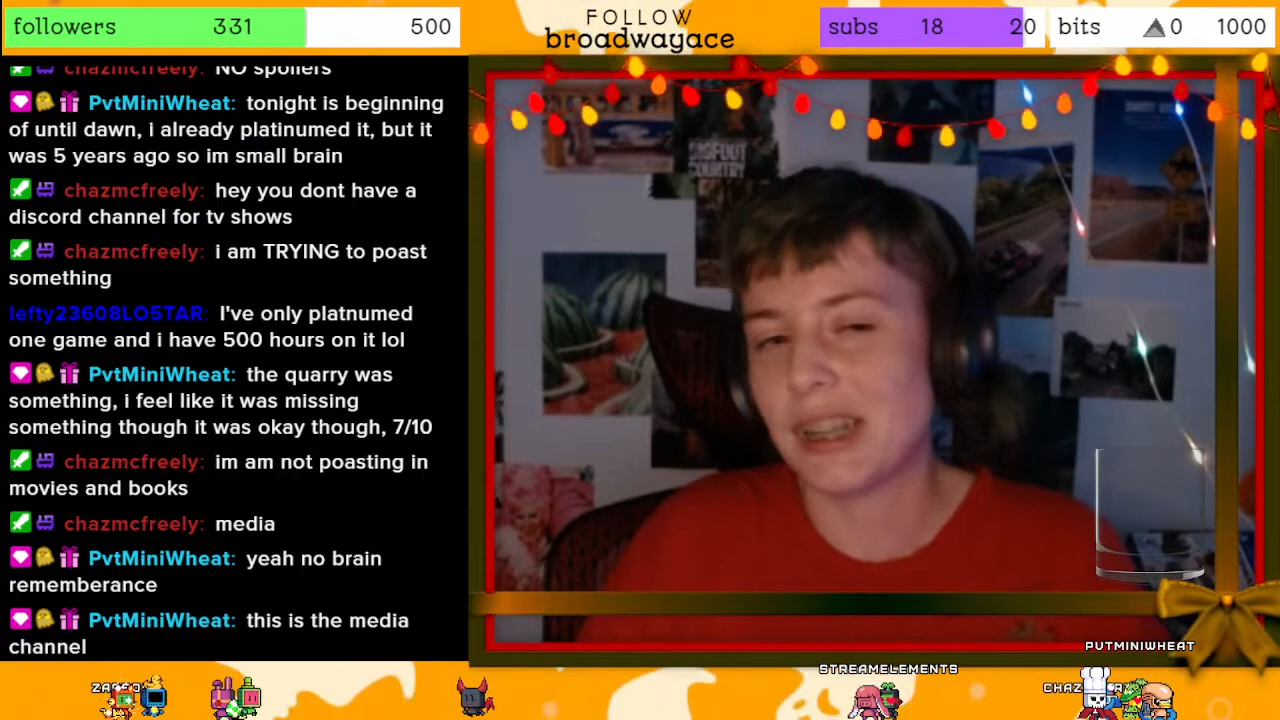 followers 331 500
FOLLOW
broadwayace
subs 18 20
bits 0 1000
chazmcfreely: NO spoilers
PvtMiniWheat: tonight is beginning
of until dawn, i already platinumed it, but it
was 5 years ago so im small brain
chazmcfreely: hey you dont have a
discord channel for tv shows
chazmcfreely: i am TRYING to poast
something
lefty23608LO5TAR: I've only platnumed
one game and i have 500 hours on it lol
PvtMiniWheat: the quarry was
something, i feel like it was missing
something though it was okay though, 7/10
chazmcfreely: im am not poasting in
movies and books
chazmcfreely: media
PvtMiniWheat: yeah no brain
rememberance
PvtMiniWheat: this is the media
channel
BIGFOOT
COUNTRY
PVTMINIWHEAT
STREAMELEMENTS